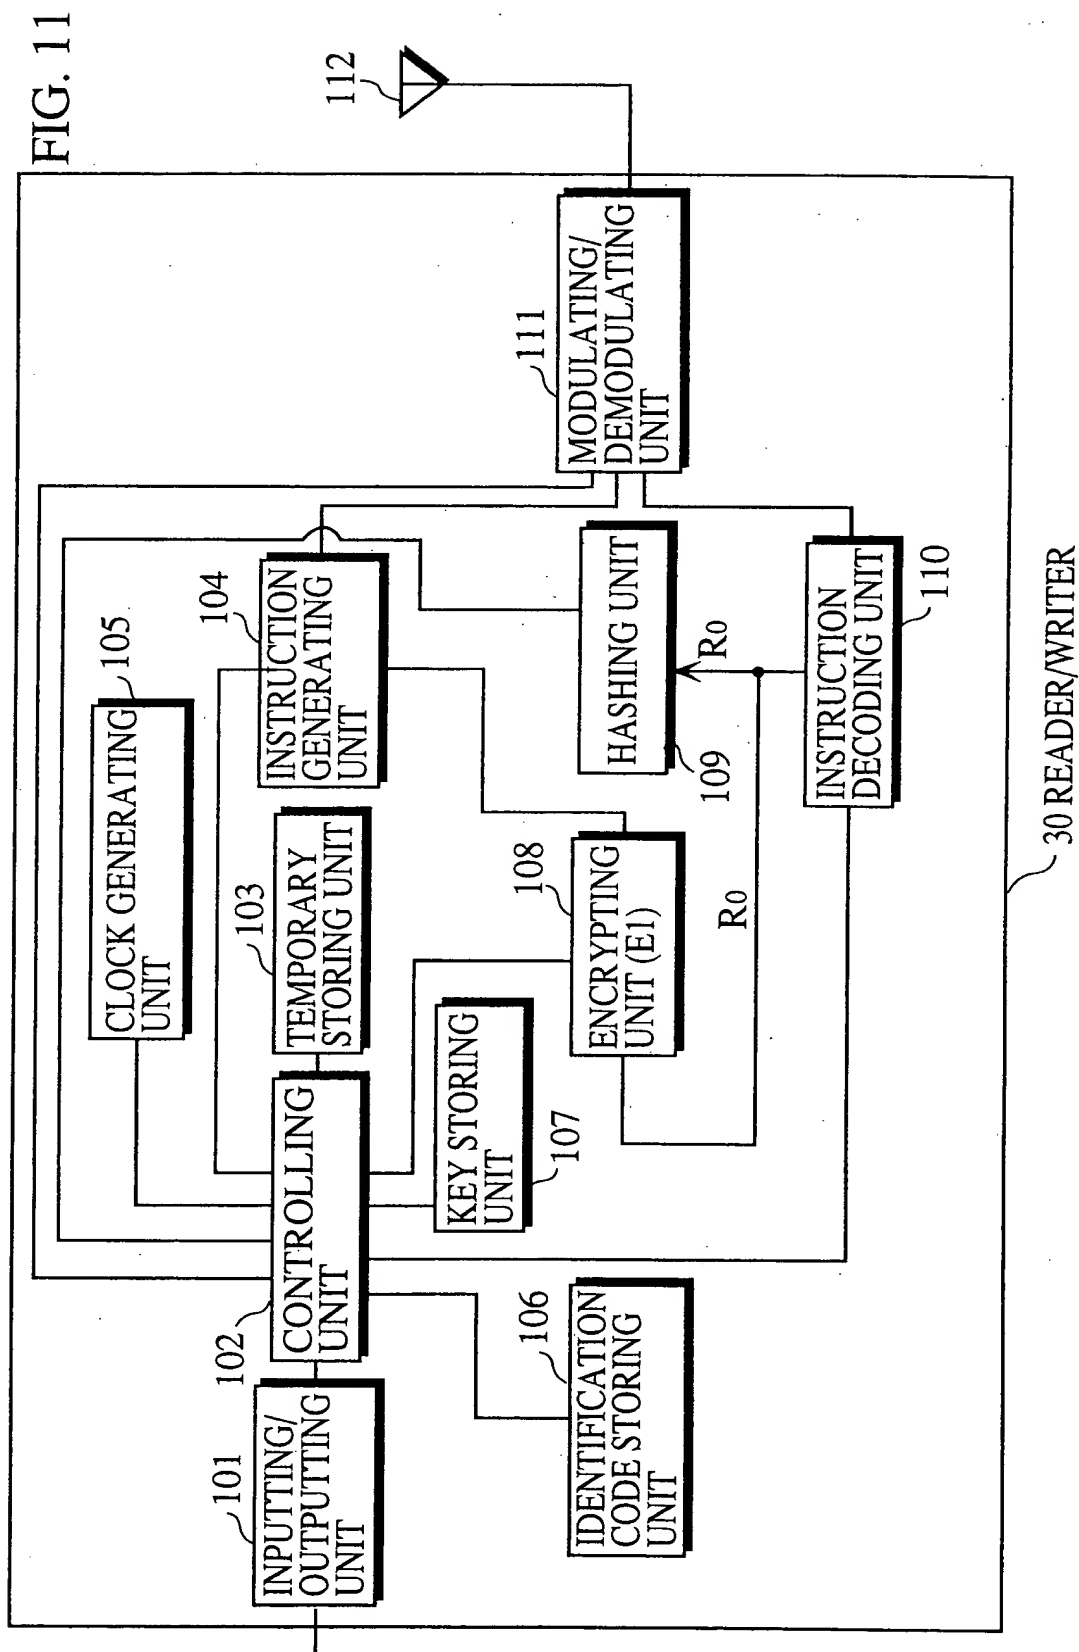 FIG. 11
112
105
CLOCK GENERATING
UNIT
104
INSTRUCTION
GENERATING
UNIT
111
MODULATING/
DEMODULATING
UNIT
103
TEMPORARY
STORING UNIT
102
CONTROLLING
UNIT
101
INPUTTING/
OUTPUTTING
UNIT
108
ENCRYPTING
UNIT (E1)
HASHING UNIT
109
R0
R0
KEY STORING
UNIT
107
106
IDENTIFICATION
CODE STORING
UNIT
INSTRUCTION
DECODING UNIT
110
30 READER/WRITER